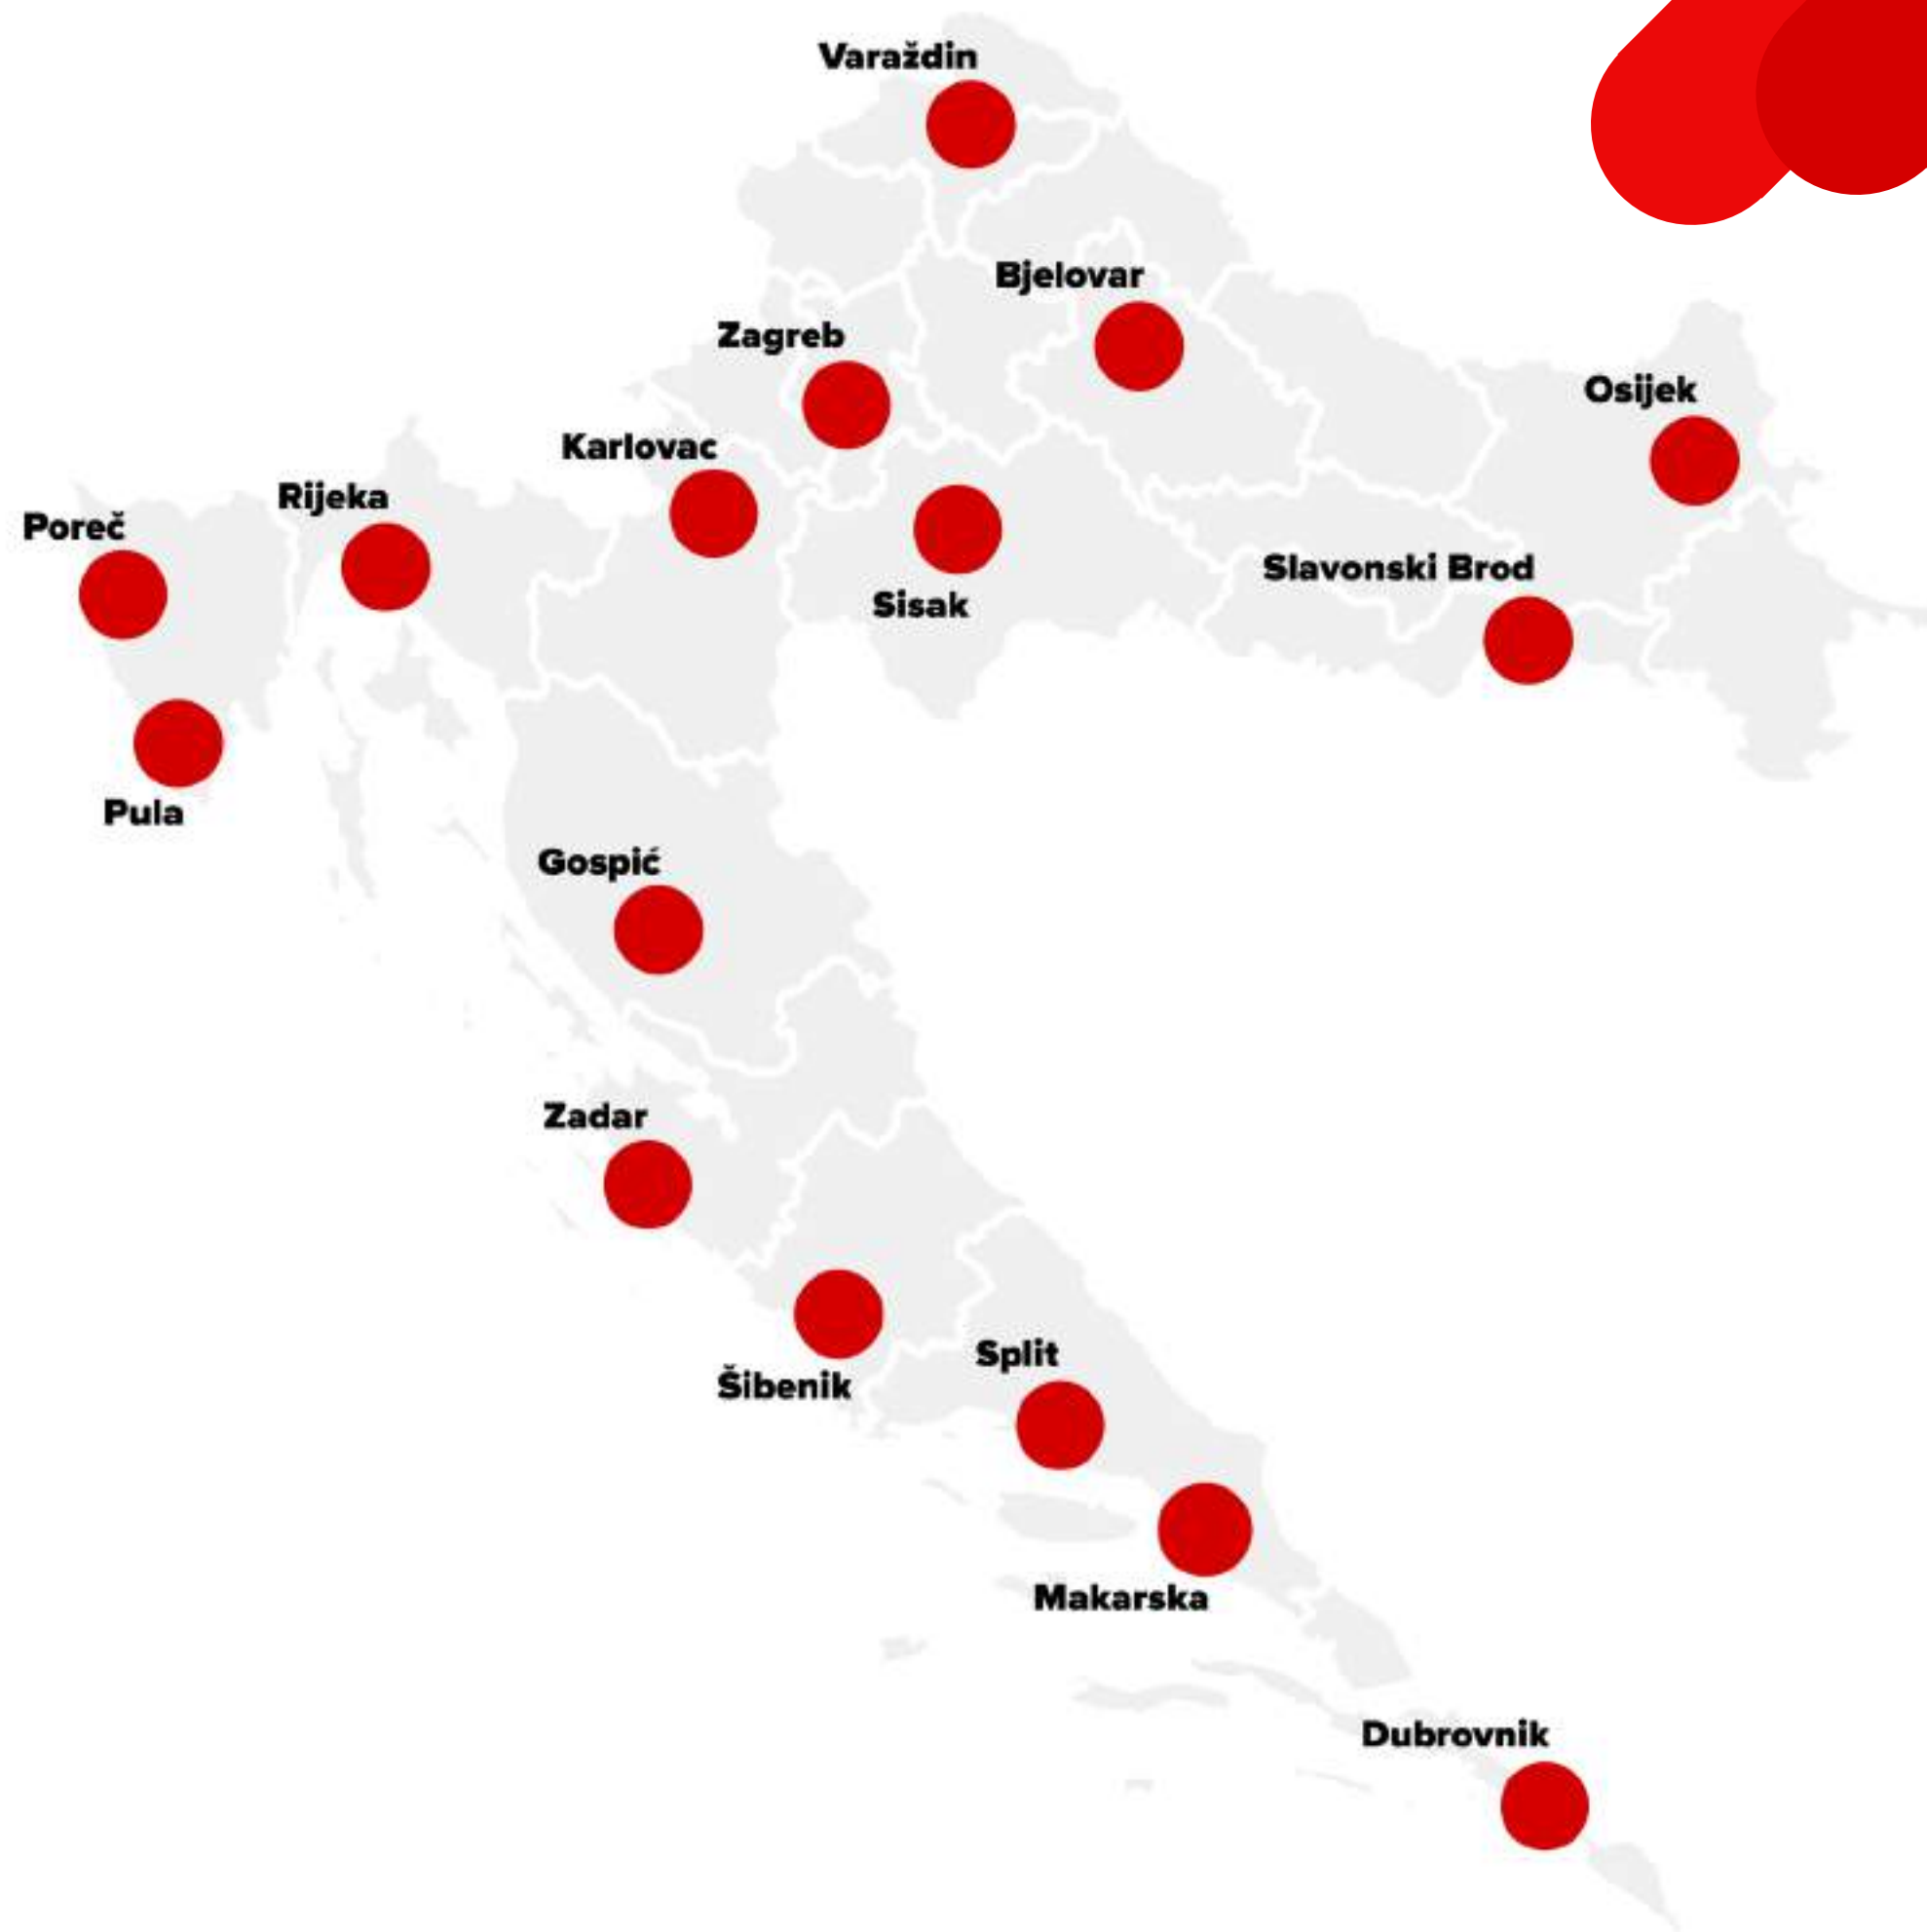 Varaždin
Bjelovar
Zagreb
Osijek
Karlovac
Rijeka
Poreč
Slavonski Brod
Sisak
Pula
Gospić
Zadar
Split
Šibenik
Makarska
Dubrovnik